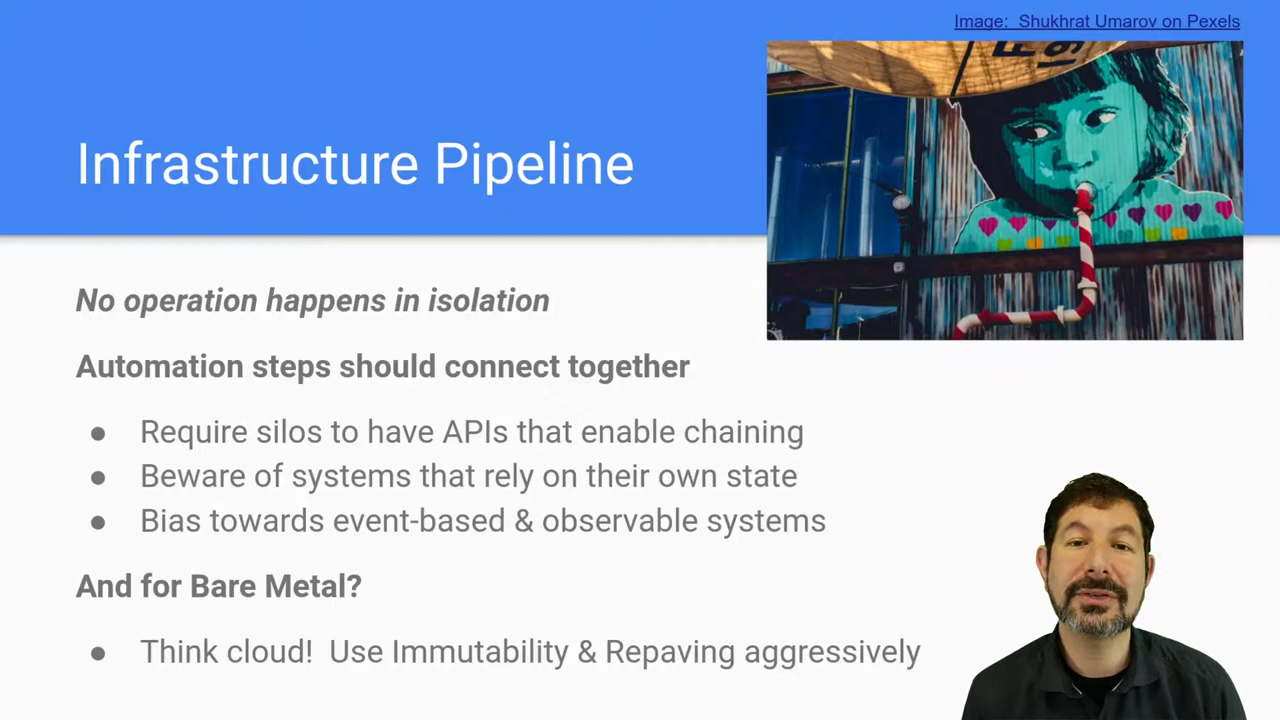 Image:  Shukhrat Umarov on Pexels
Infrastructure Pipeline
No operation happens in isolation
Automation steps should connect together
● Require silos to have APIs that enable chaining
● Beware of systems that rely on their own state
● Bias towards event-based & observable systems
And for Bare Metal?
● Think cloud!  Use Immutability & Repaving aggressively